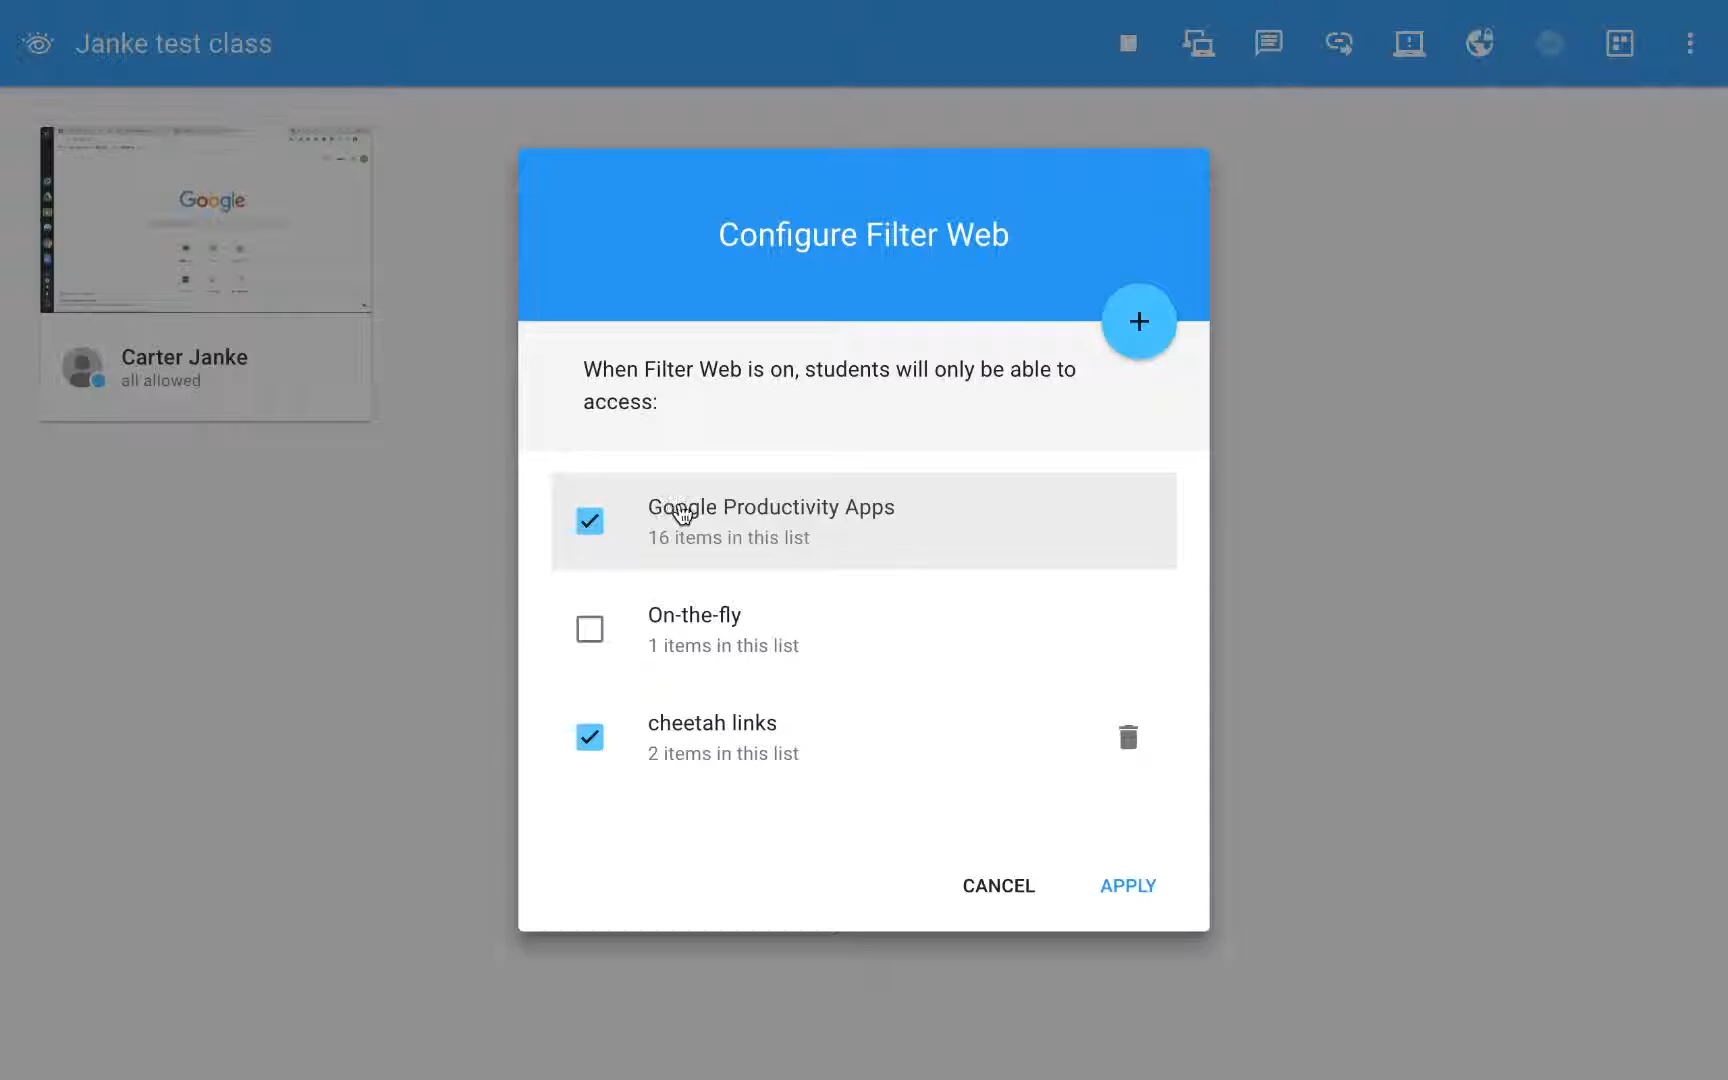 Janke test class
Google
Carter Janke
all allowed
Configure Filter Web
When Filter Web is on, students will only be able to
access:
Google Productivity Apps
16 items in this list
On-the-fly
1 items in this list
cheetah links
2 items in this list
CANCEL
APPLY